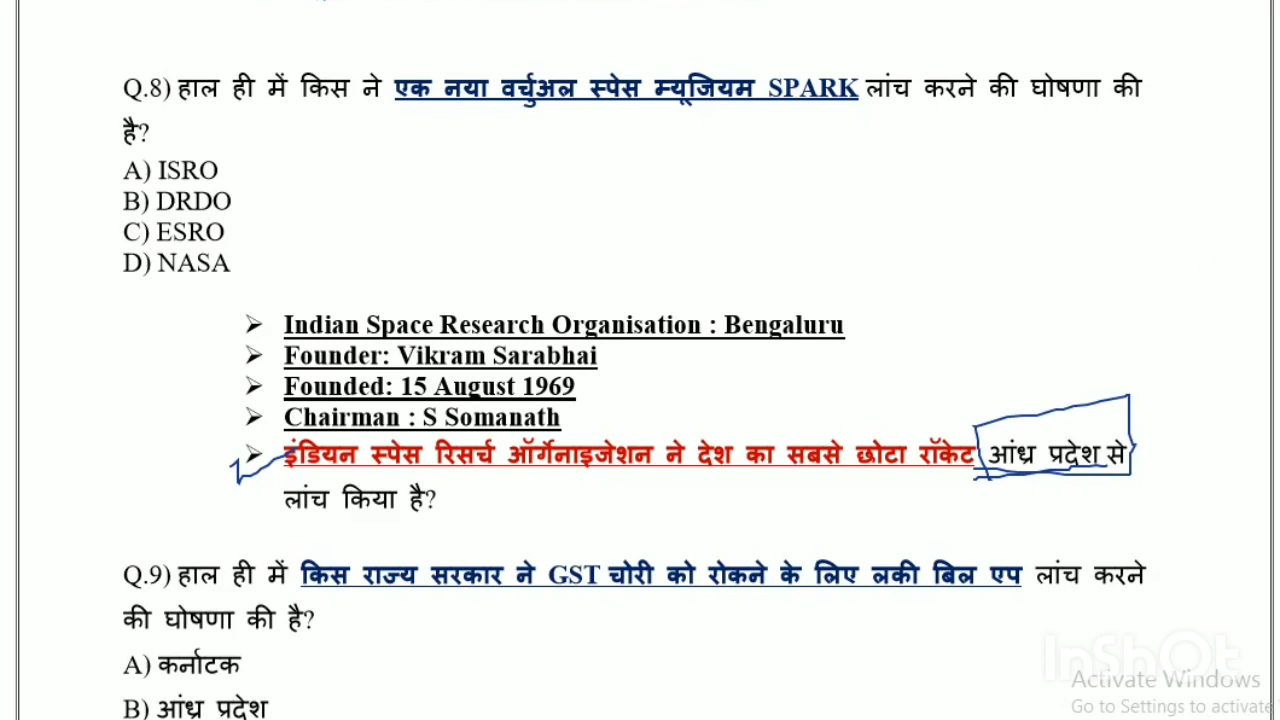 Q.8) हाल ही में किस ने एक नया वर्चुअल स्पेस म्यूजियम SPARK लांच करने की घोषणा की
है?
A) ISRO
B) DRDO
C) ESRO
D) NASA
➢ Indian Space Research Organisation : Bengaluru
➢ Founder: Vikram Sarabhai
➢ Founded: 15 August 1969
➢ Chairman : S Somanath
➢ इंडियन स्पेस रिसर्च ऑर्गेनाइजेशन ने देश का सबसे छोटा रॉकेट आंध्र प्रदेश से
लांच किया है?
Q.9) हाल ही में किस राज्य सरकार ने GST चोरी को रोकने के लिए लकी बिल एप लांच करने
की घोषणा की है?
A) कर्नाटक
B) आंध्र प्रदेश
InShOt
Activate Windows
Go to Settings to activate